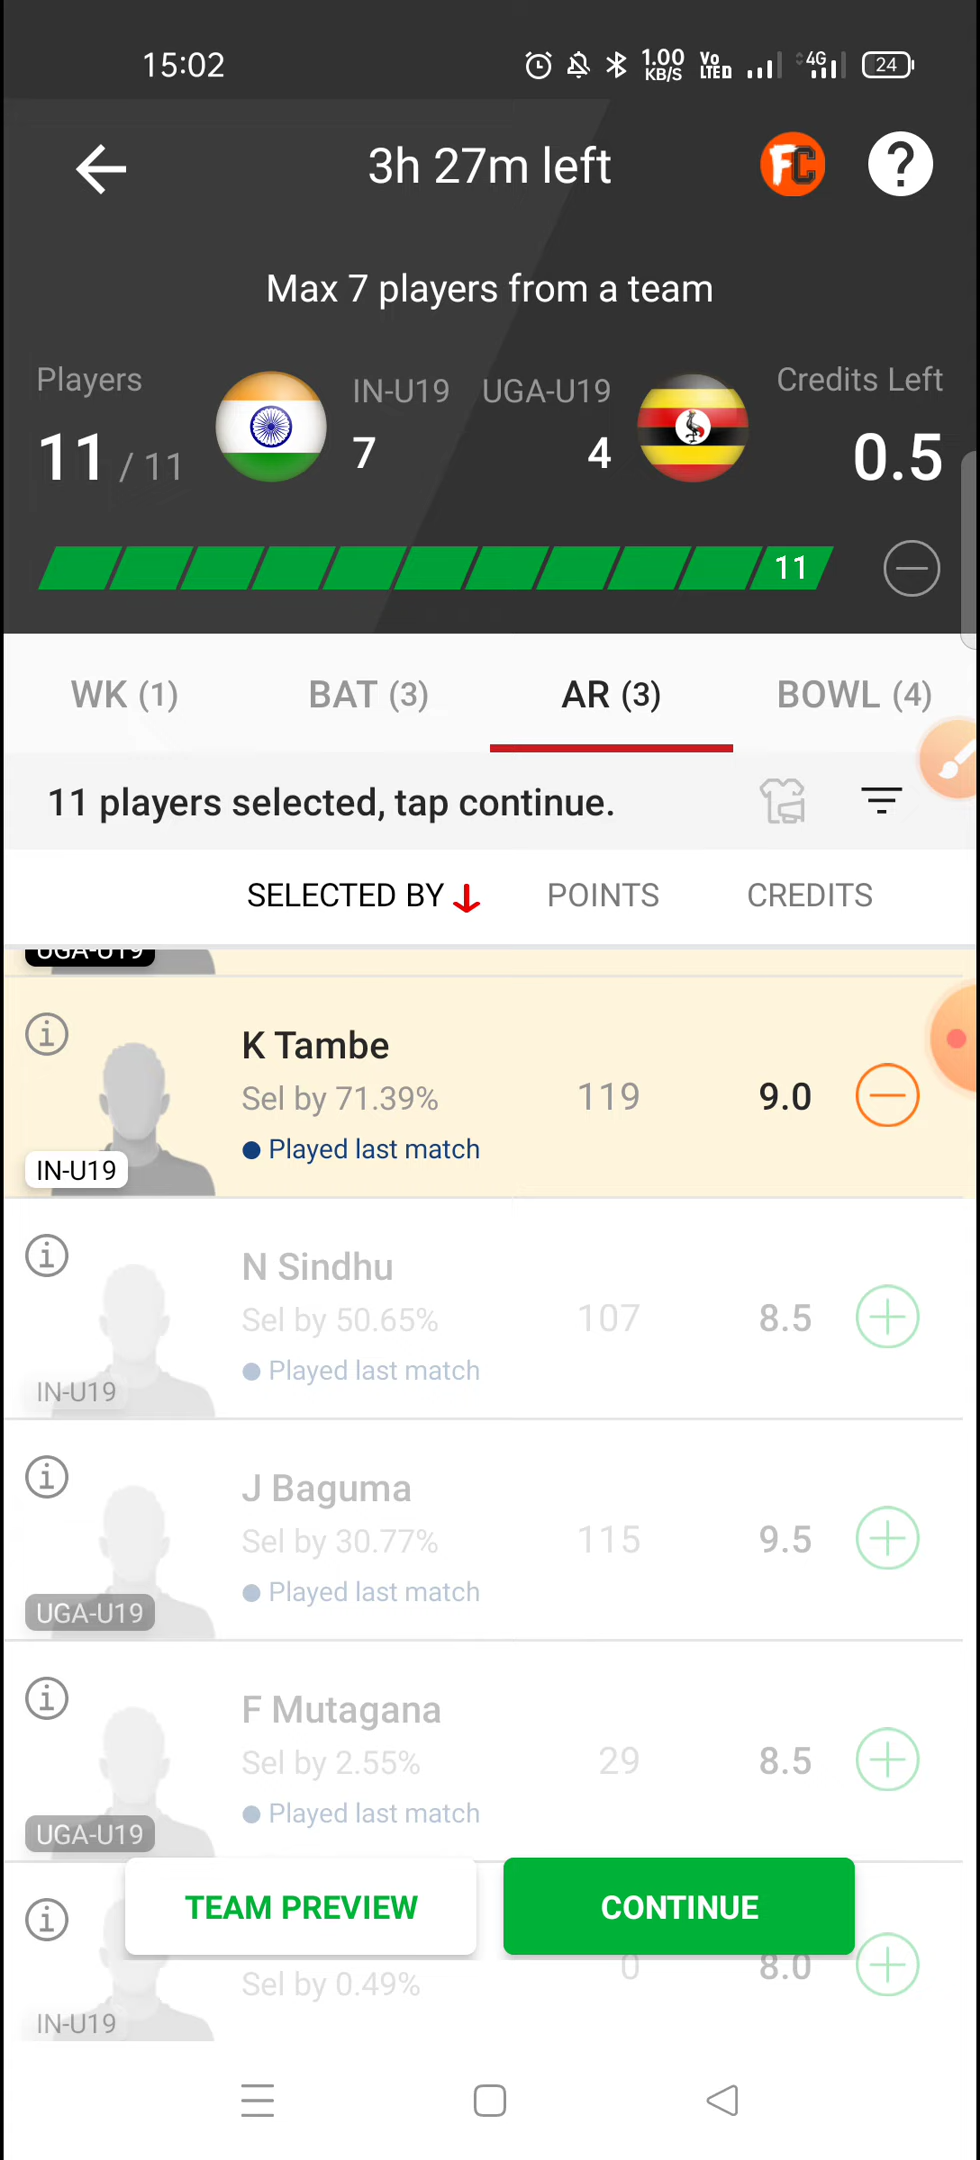 15:02
1.00 KB/S
Vo LTED
4G
24
3h 27m left
FC
?
Max 7 players from a team
Players
IN-U19
UGA-U19
Credits Left
11 / 11
7
4
0.5
11
WK (1)
BAT (3)
AR (3)
BOWL (4)
11 players selected, tap continue.
SELECTED BY
POINTS
CREDITS
UGA-U19
K Tambe
Sel by 71.39%
119
9.0
Played last match
IN-U19
N Sindhu
Sel by 50.65%
107
8.5
Played last match
IN-U19
J Baguma
Sel by 30.77%
115
9.5
Played last match
UGA-U19
F Mutagana
Sel by 2.55%
29
8.5
Played last match
UGA-U19
TEAM PREVIEW
CONTINUE
Sel by 0.49%
0
8.0
IN-U19